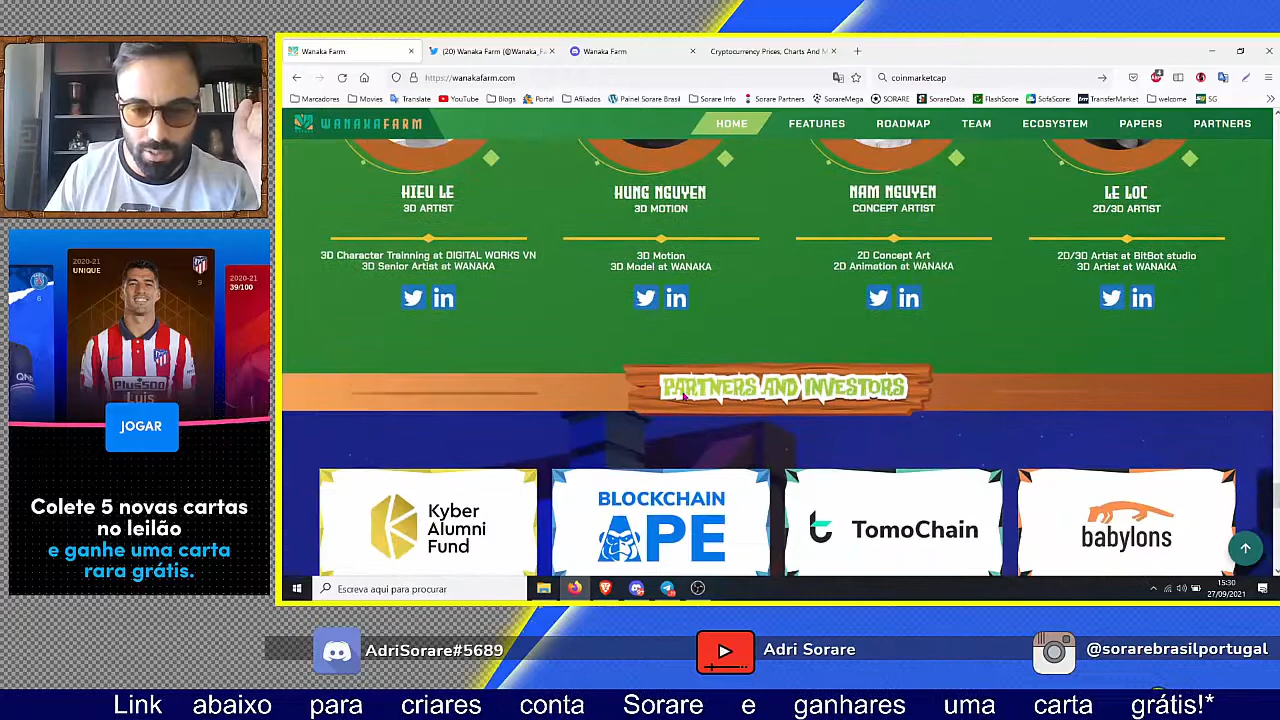 Wanaka Farm
(20) Wanaka Farm (@Wanaka_Fa
Wanaka Farm
Cryptocurrency Prices, Charts And M
https://wanakafarm.com
coinmarketcap
Marcadores Movies Translate YouTube Blogs Portal Afiliados Painel Sorare Brasil Sorare Info Sorare Partners SorareMega SORARE SorareData FlashScore SofaScore: TransferMarket welcome SG
WANAKAFARM
HOME FEATURES ROADMAP TEAM ECOSYSTEM PAPERS PARTNERS
HIEU LE HUNG NGUYEN NAM NGUYEN LE LOC
3D ARTIST 3D MOTION CONCEPT ARTIST 2D/3D ARTIST
3D Character Trainning at DIGITAL WORKS VN 3D Motion 2D Concept Art 2D/3D Artist at BitBot studio
3D Senior Artist at WANAKA 3D Model at WANAKA 2D Animation at WANAKA 3D Artist at WANAKA
PARTNERS AND INVESTORS
Kyber
Alumni
Fund
BLOCKCHAIN
APE
TomoChain
babylons
Escreva aqui para procurar
15:30
27/09/2021
2020-21
UNIQUE
9
6
2020-21
39/100
Plus500
Luis
JOGAR
Colete 5 novas cartas
no leilão
e ganhe uma carta
rara grátis.
AdriSorare#5689
Adri Sorare
@sorarebrasilportugal
Link abaixo para criares conta Sorare e ganhares uma carta grátis!*